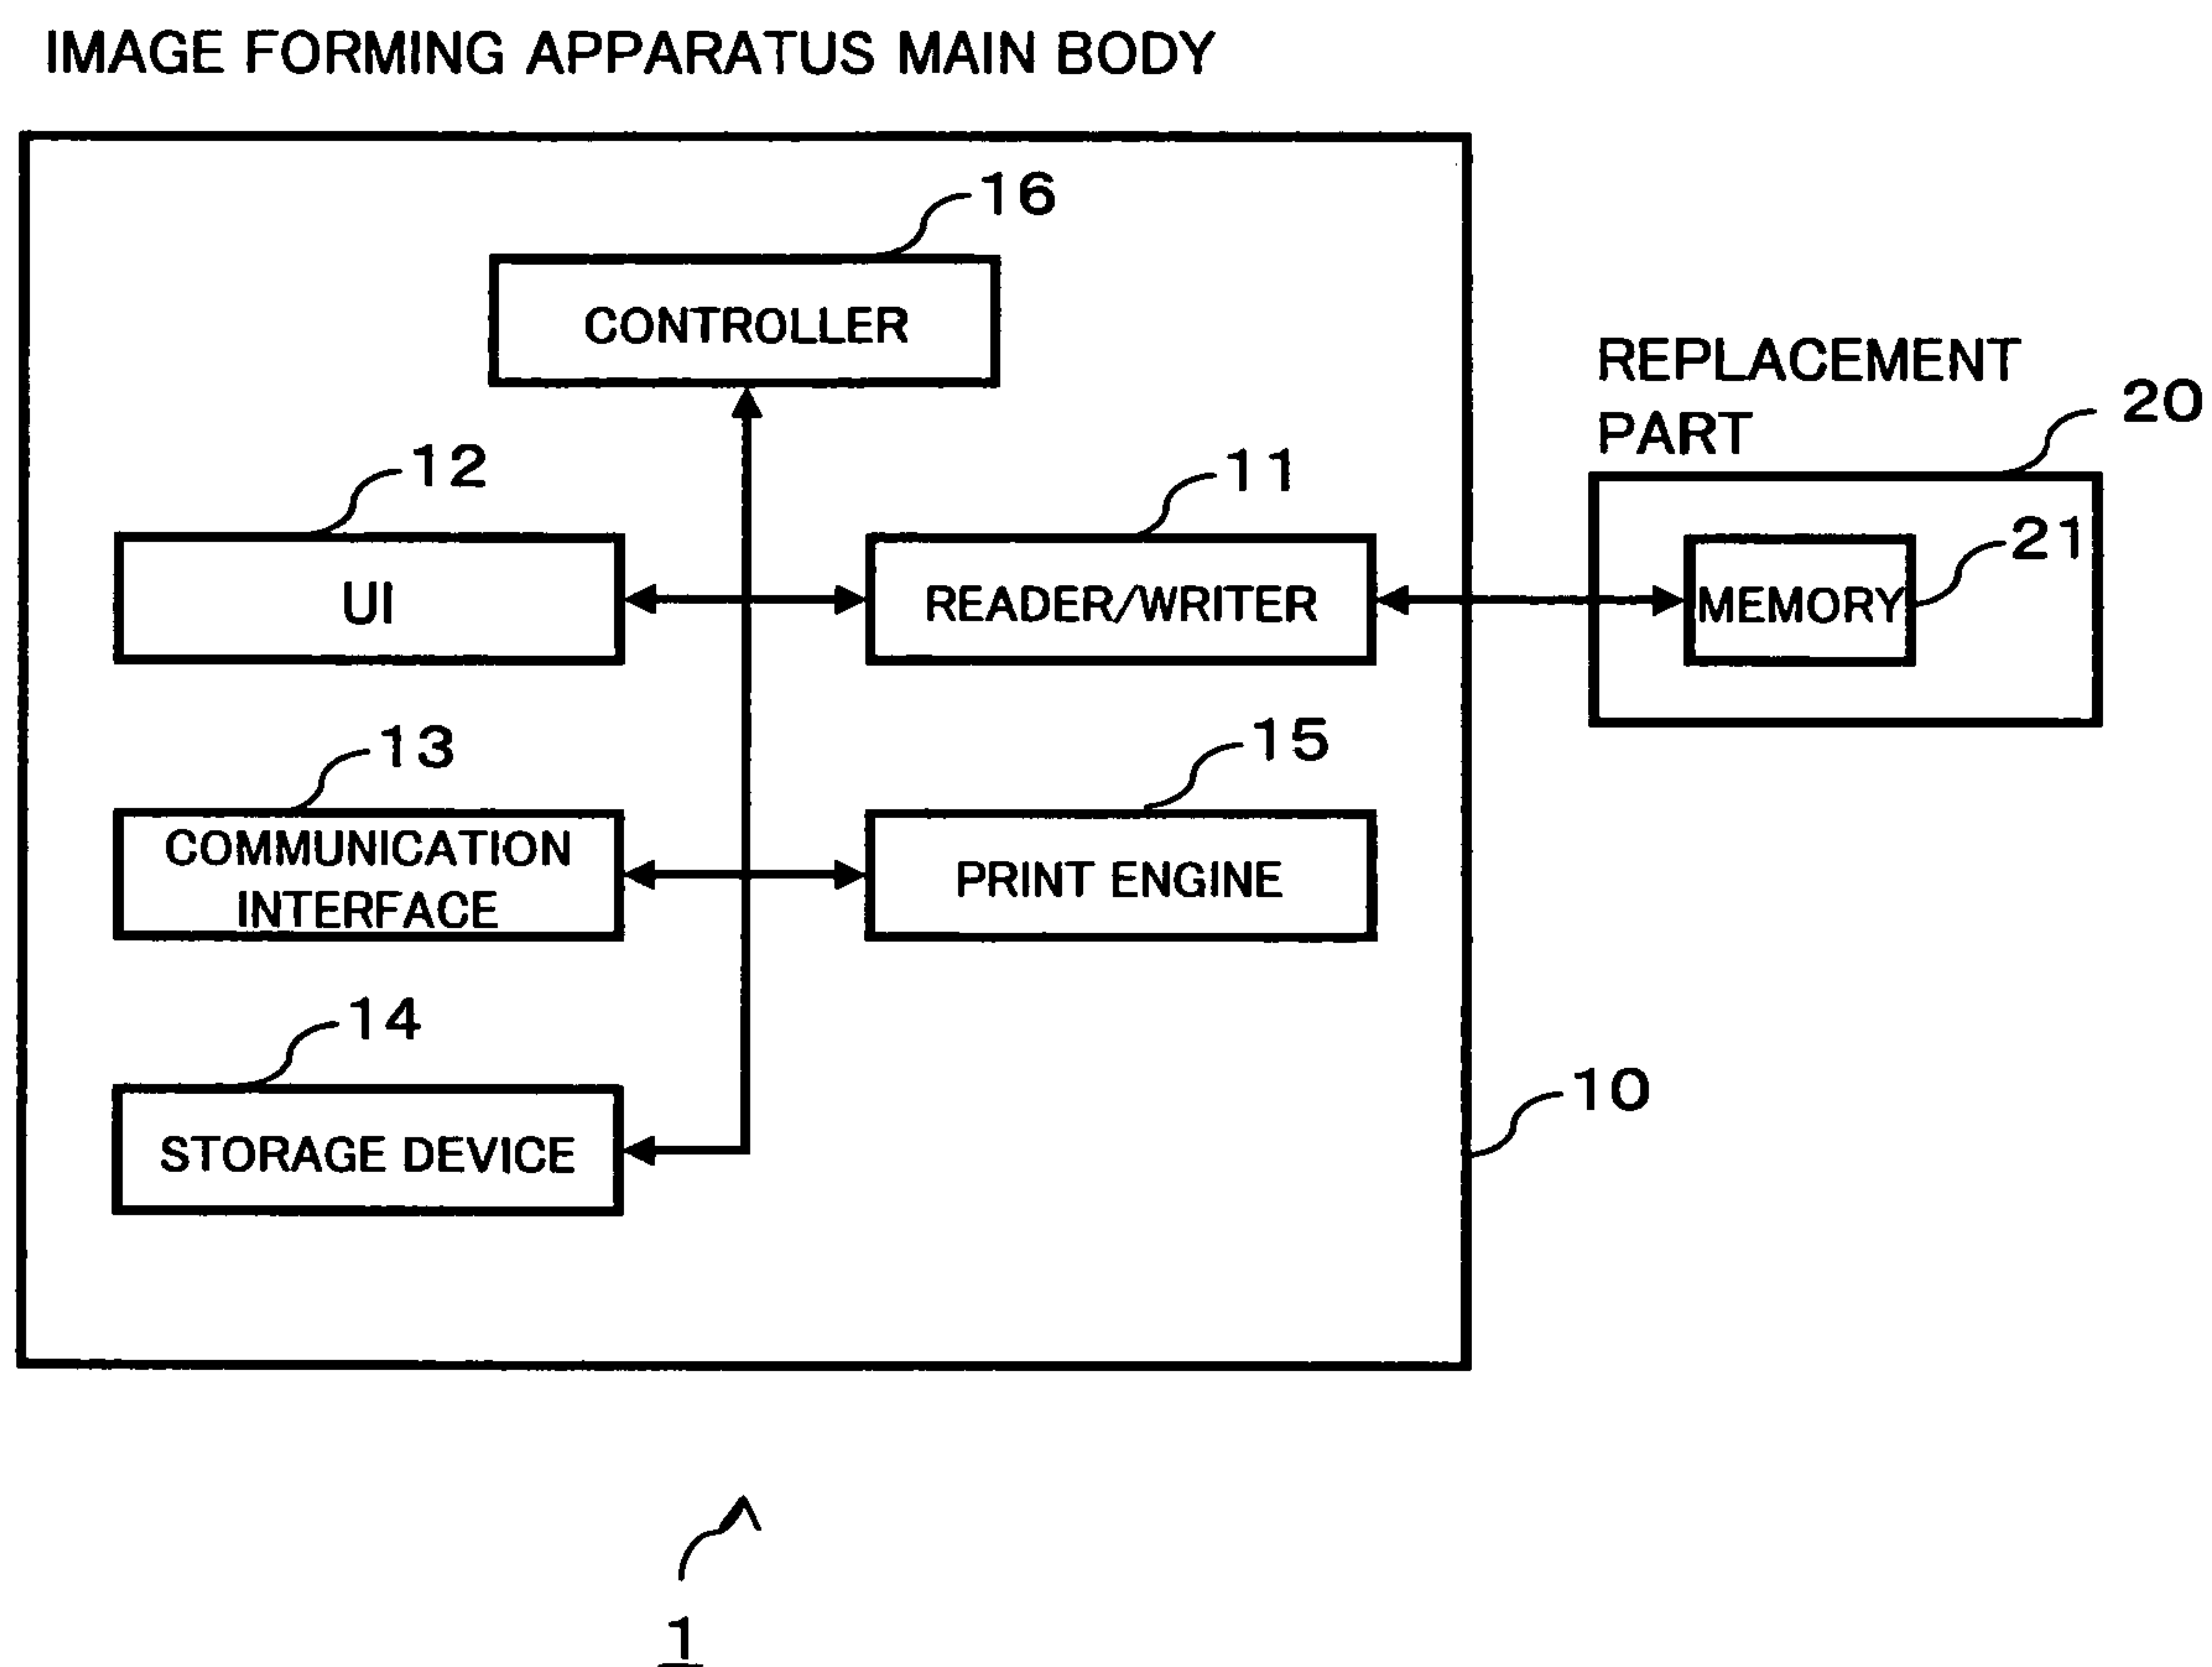 IMAGE FORMING APPARATUS MAIN BODY
16
CONTROLLER
REPLACEMENT
PART
20
12
11
UI
READER/WRITER
MEMORY
21
13
15
COMMUNICATION
INTERFACE
PRINT ENGINE
14
STORAGE DEVICE
10
1